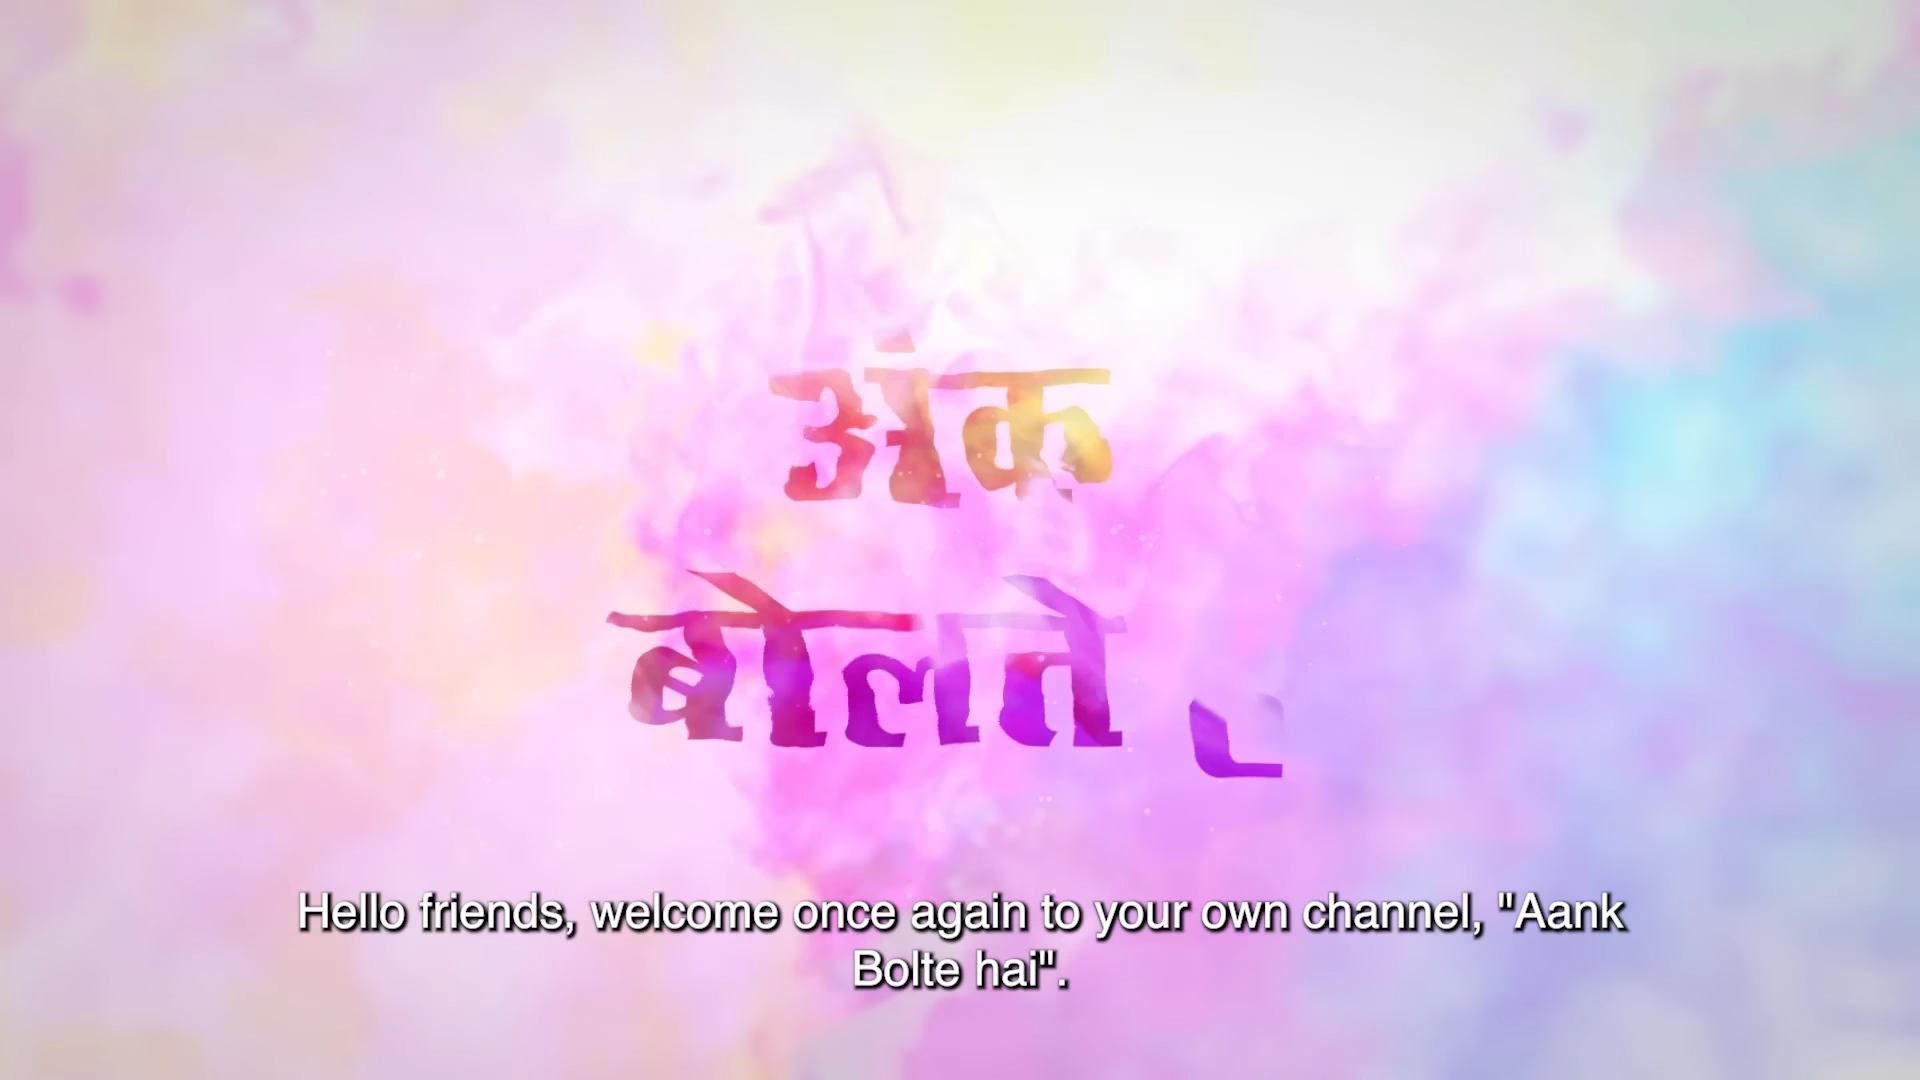 अंक
बोलते
Hello friends, welcome once again to your own channel, "Aank
Bolte hai".